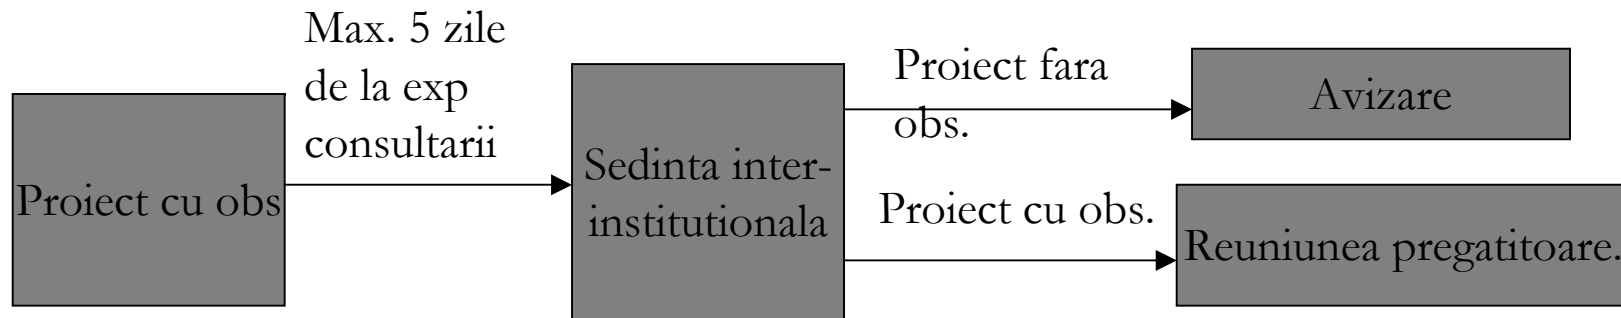 Proiect cu obs
Max. 5 zile
de la exp
consultarii
Sedinta inter-
institutionala
Proiect fara
obs.
Avizare
Proiect cu obs.
Reuniunea pregatitoare.